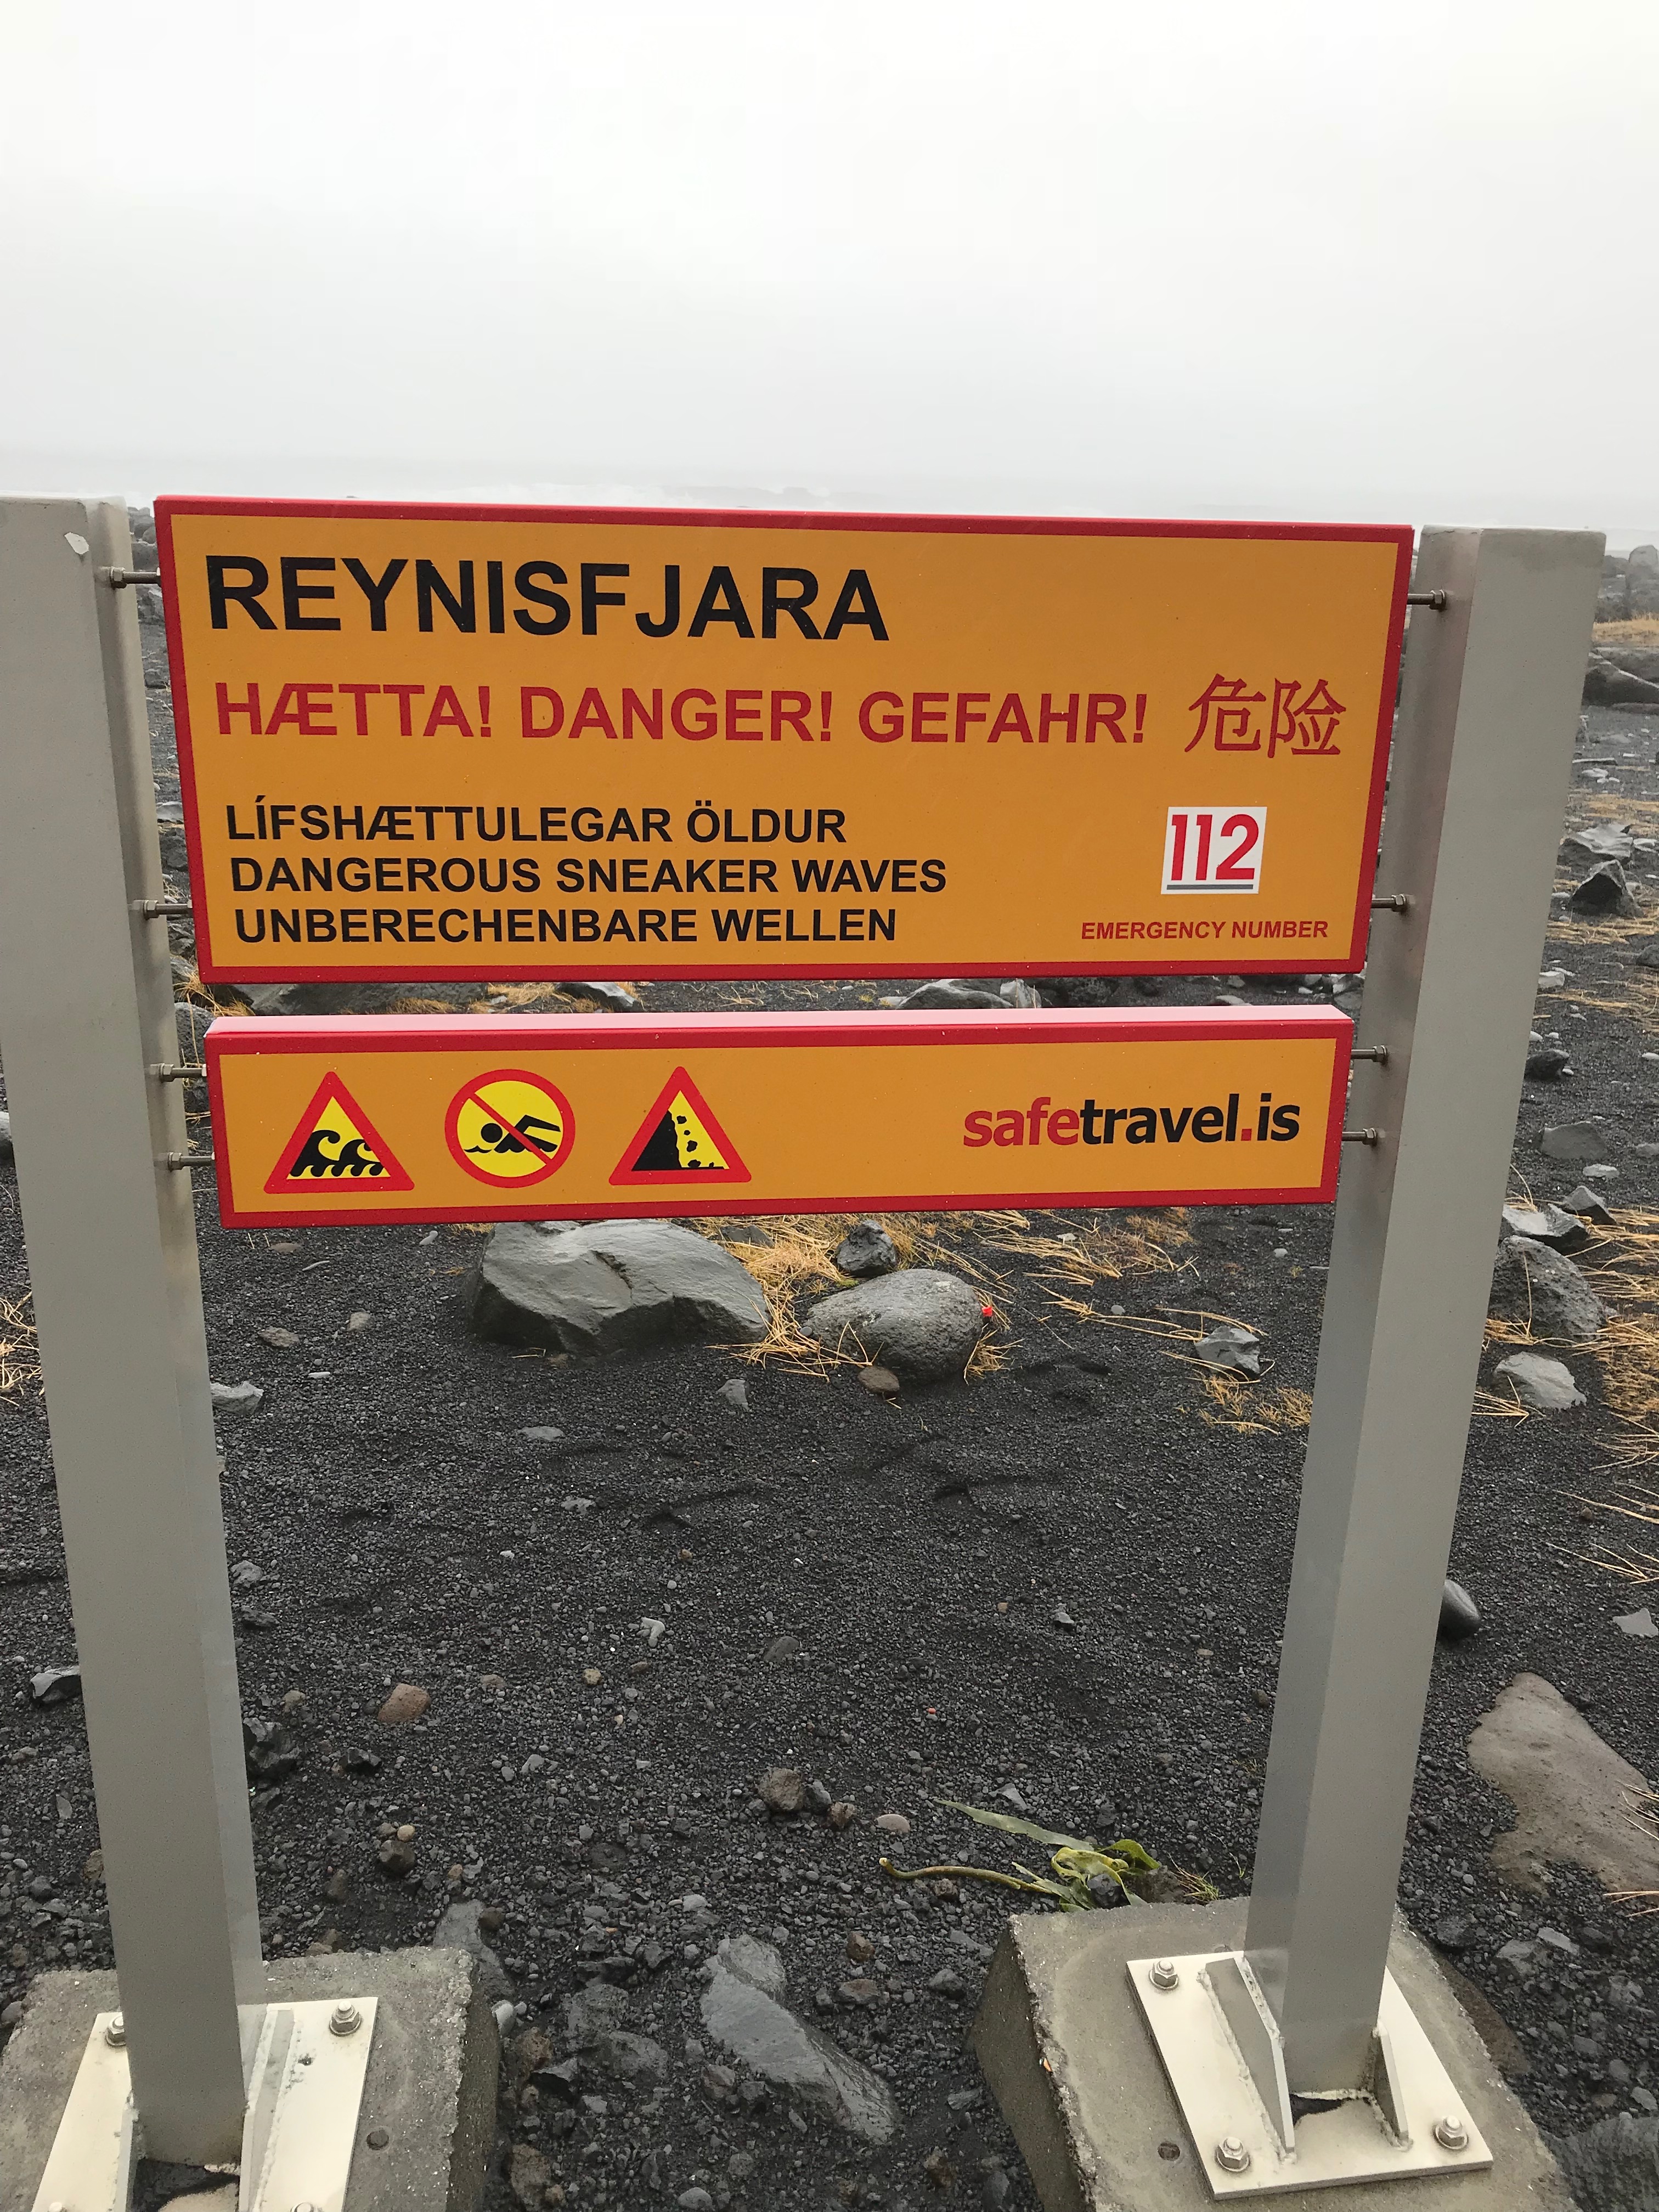 REYNISFJARA
HÆTTA! DANGER! GEFAHR! 危险
LÍFSHÆTTULEGAR ÖLDUR
DANGEROUS SNEAKER WAVES
UNBERECHENBARE WELLEN
112
EMERGENCY NUMBER
safetravel.is